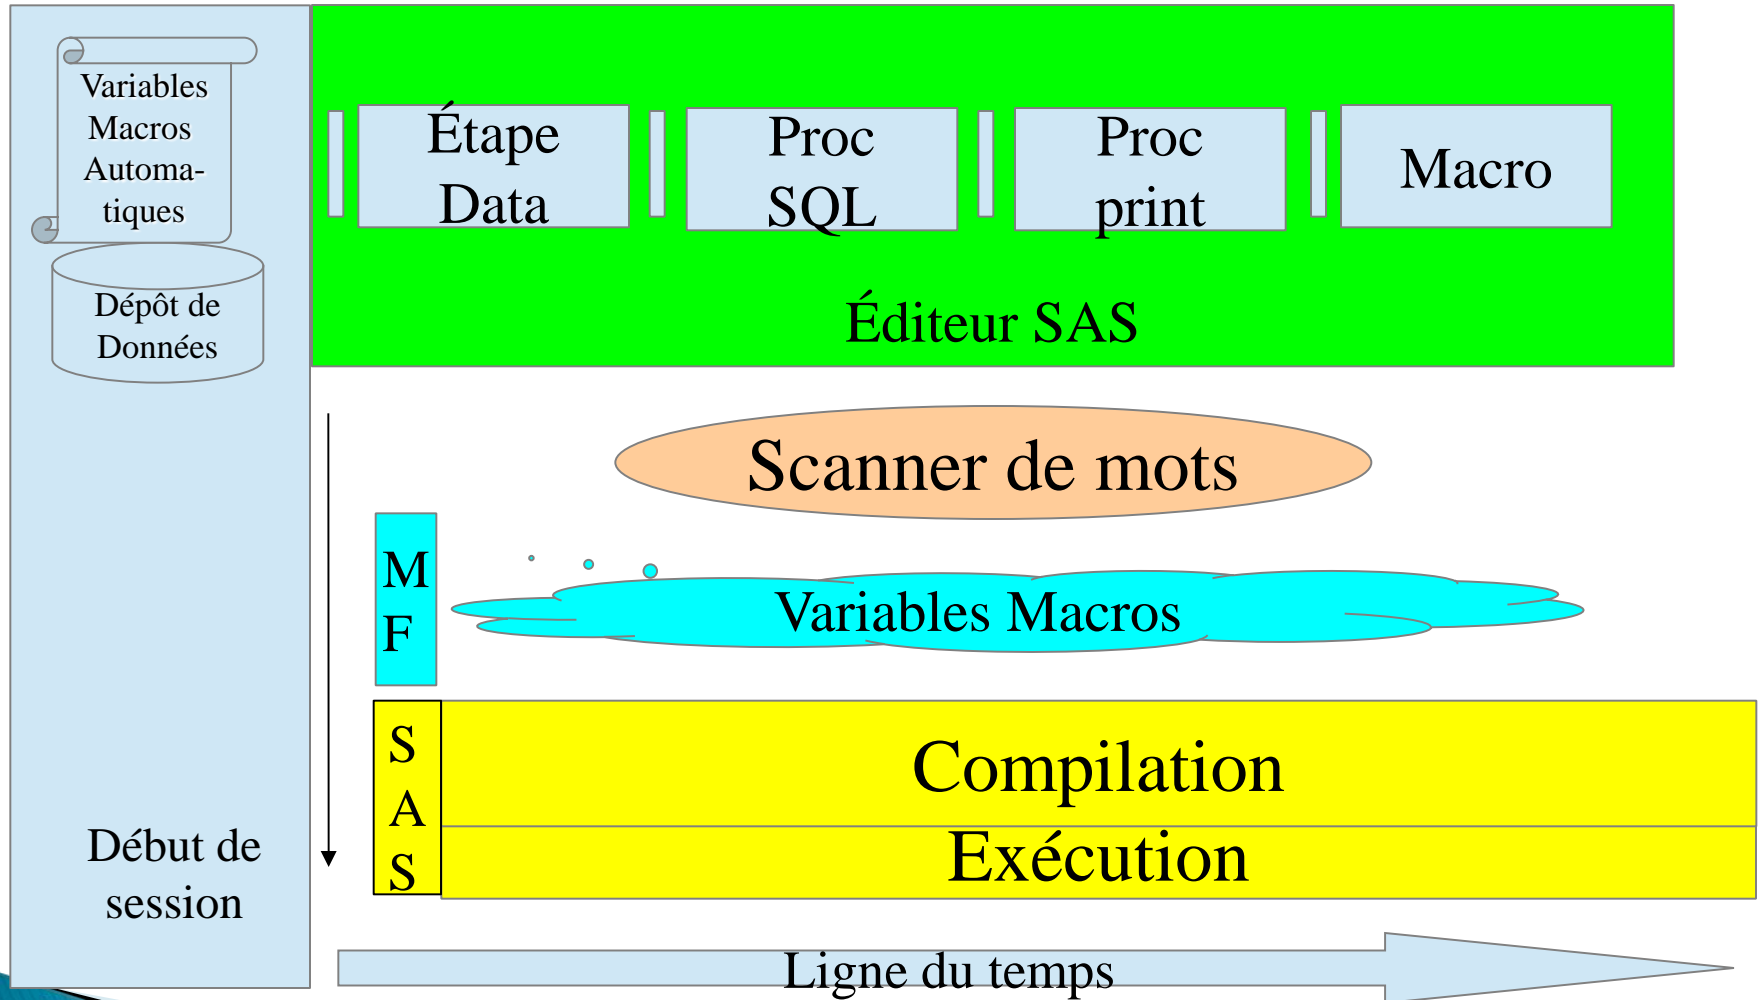 Variables
Macros
Automa-
tiques
Dépôt de
Données
Début de
session
Étape
Data
Proc
SQL
Proc
print
Macro
Éditeur SAS
Scanner de mots
M
F
Variables Macros
S
A
S
Compilation
Exécution
Ligne du temps